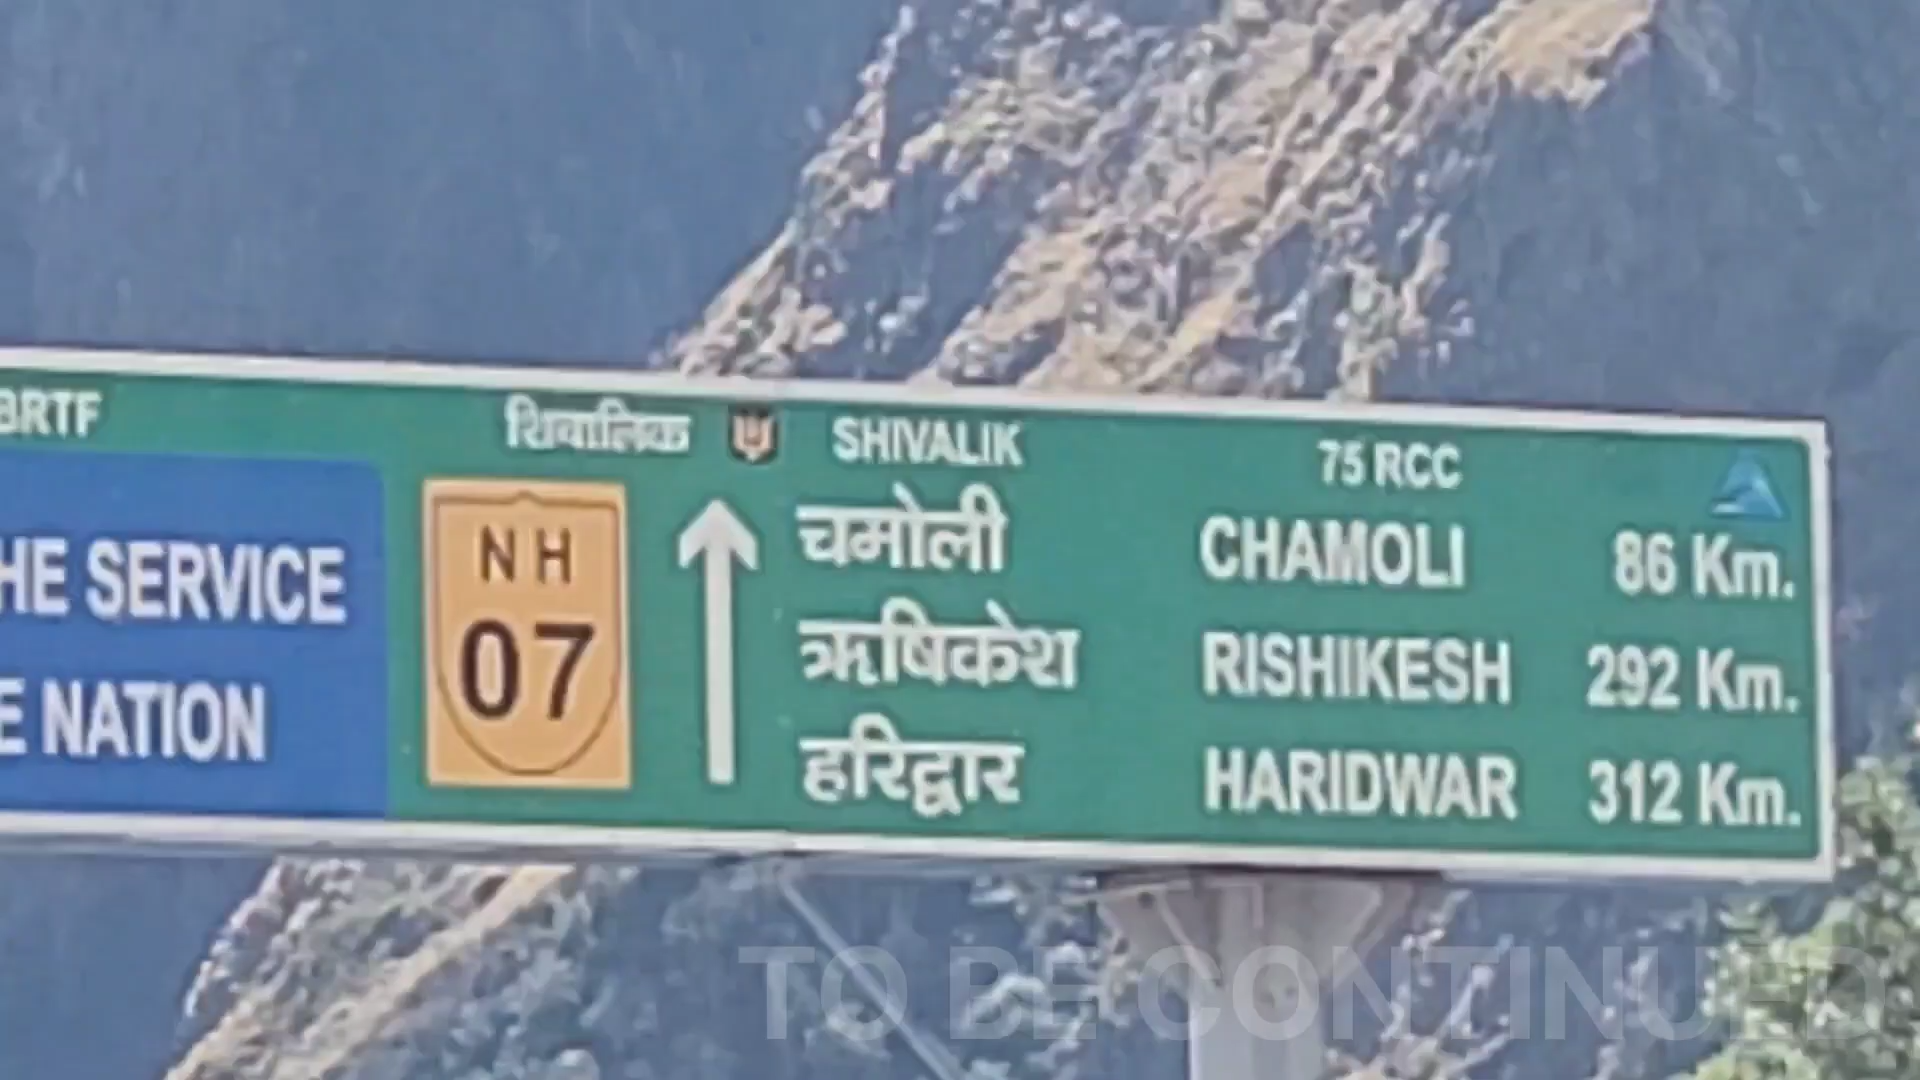 BRTF
शिवालिक SHIVALIK 75 RCC
HE SERVICE
E NATION
NH
07
चमोली CHAMOLI 86 Km.
ऋषिकेश RISHIKESH 292 Km.
हरिद्वार HARIDWAR 312 Km.
TO BE CONTINUED